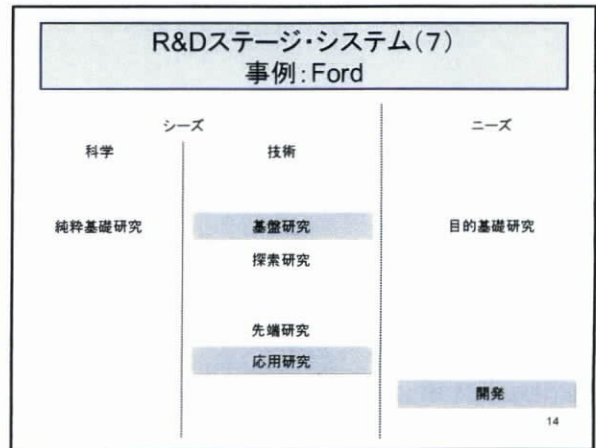 R&Dステージ・システム(7)
事例:Ford
シーズ
ニーズ
科学
技術
純粋基礎研究
基盤研究
目的基礎研究
探索研究
先端研究
応用研究
開発
14